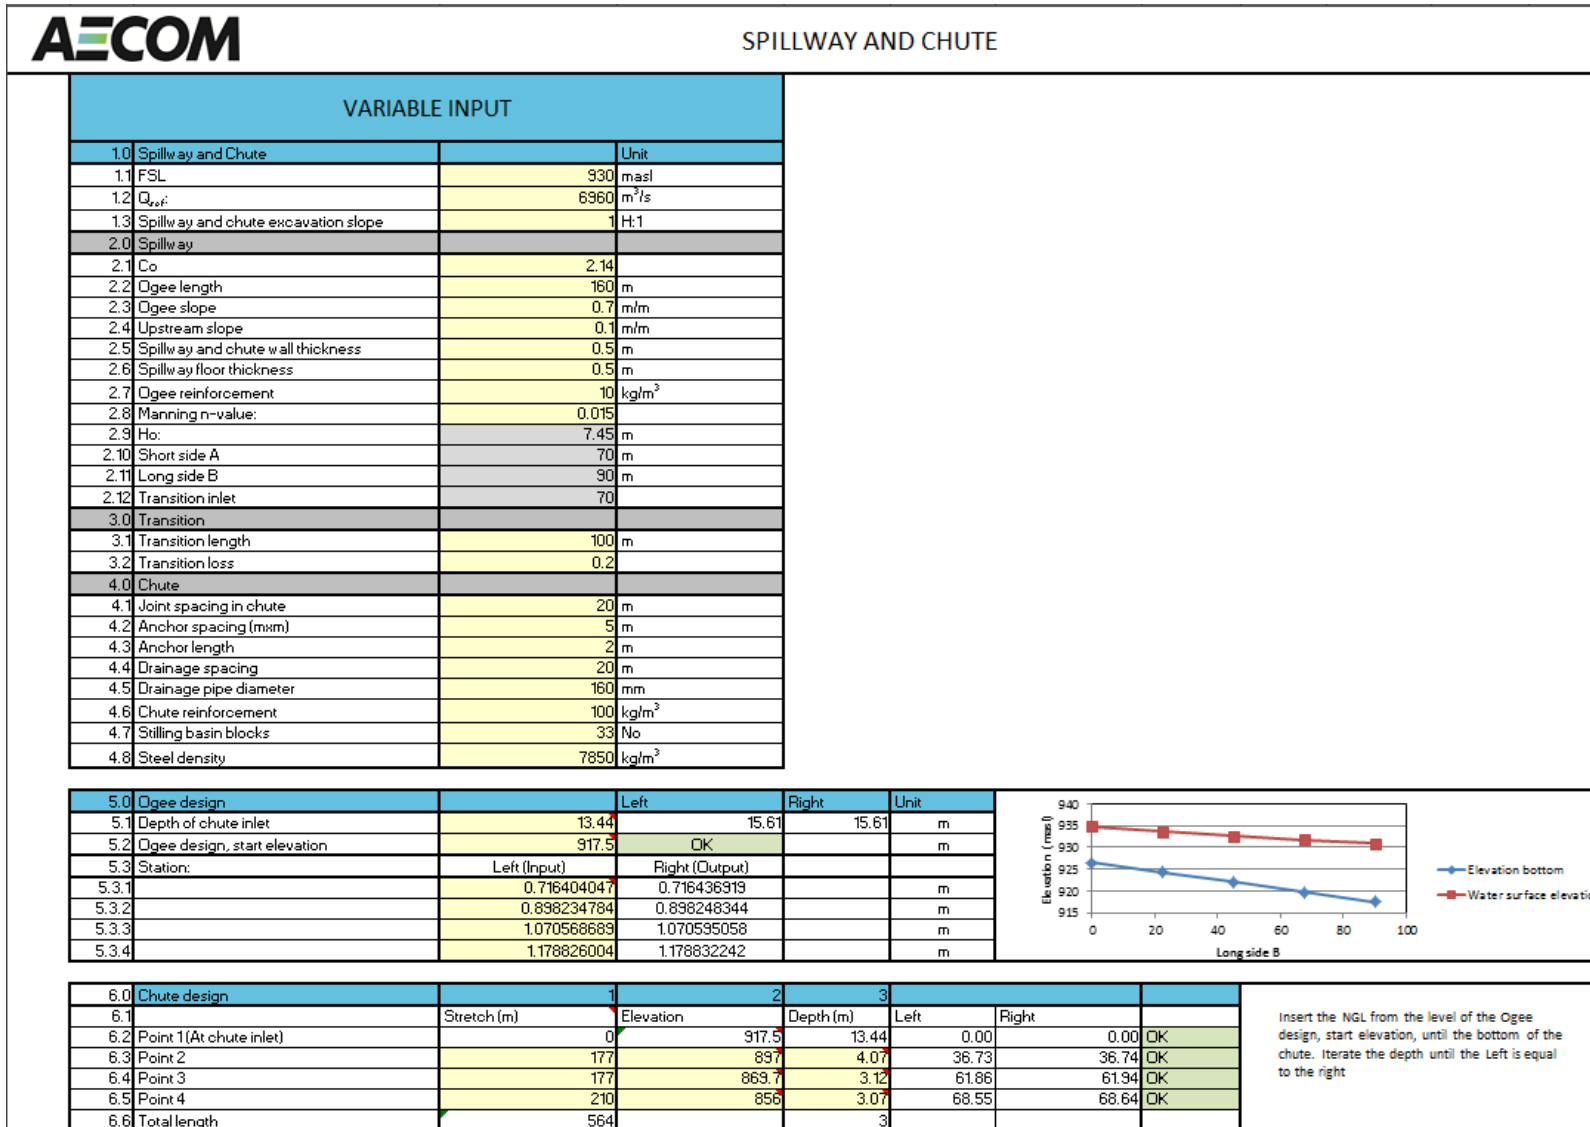 AECOM
SPILLWAY AND CHUTE
VARIABLE INPUT
1.0 Spillway and Chute Unit
1.1 FSL 930 masl
1.2 Qref: 6960 m³/s
1.3 Spillway and chute excavation slope 1 H:1
2.0 Spillway
2.1 Co 2.14
2.2 Ogee length 160 m
2.3 Ogee slope 0.7 m/m
2.4 Upstream slope 0.1 m/m
2.5 Spillway and chute wall thickness 0.5 m
2.6 Spillway floor thickness 0.5 m
2.7 Ogee reinforcement 10 kg/m³
2.8 Manning n-value: 0.015
2.9 Ho: 7.45 m
2.10 Short side A 70 m
2.11 Long side B 90 m
2.12 Transition inlet 70
3.0 Transition
3.1 Transition length 100 m
3.2 Transition loss 0.2
4.0 Chute
4.1 Joint spacing in chute 20 m
4.2 Anchor spacing (mxm) 5 m
4.3 Anchor length 2 m
4.4 Drainage spacing 20 m
4.5 Drainage pipe diameter 160 mm
4.6 Chute reinforcement 100 kg/m³
4.7 Stilling basin blocks 33 No
4.8 Steel density 7850 kg/m³
5.0 Ogee design Left Right Unit
5.1 Depth of chute inlet 13.44 15.61 15.61 m
5.2 Ogee design, start elevation 917.5 OK m
5.3 Station: Left (Input) Right (Output)
5.3.1 0.716404047 0.716436919 m
5.3.2 0.898234784 0.898248344 m
5.3.3 1.070568689 1.070595058 m
5.3.4 1.178826004 1.178832242 m
Elevation (masl)
940
935
930
925
920
915
0 20 40 60 80 100
Long side B
Elevation bottom
Water surface elevatio
6.0 Chute design 1 2 3
6.1 Stretch (m) Elevation Depth (m) Left Right
6.2 Point 1 (At chute inlet) 0 917.5 13.44 0.00 0.00 OK
6.3 Point 2 177 897 4.07 36.73 36.74 OK
6.4 Point 3 177 869.7 3.12 61.86 61.94 OK
6.5 Point 4 210 856 3.07 68.55 68.64 OK
6.6 Total length 564 3
Insert the NGL from the level of the Ogee
design, start elevation, until the bottom of the
chute. Iterate the depth until the Left is equal
to the right